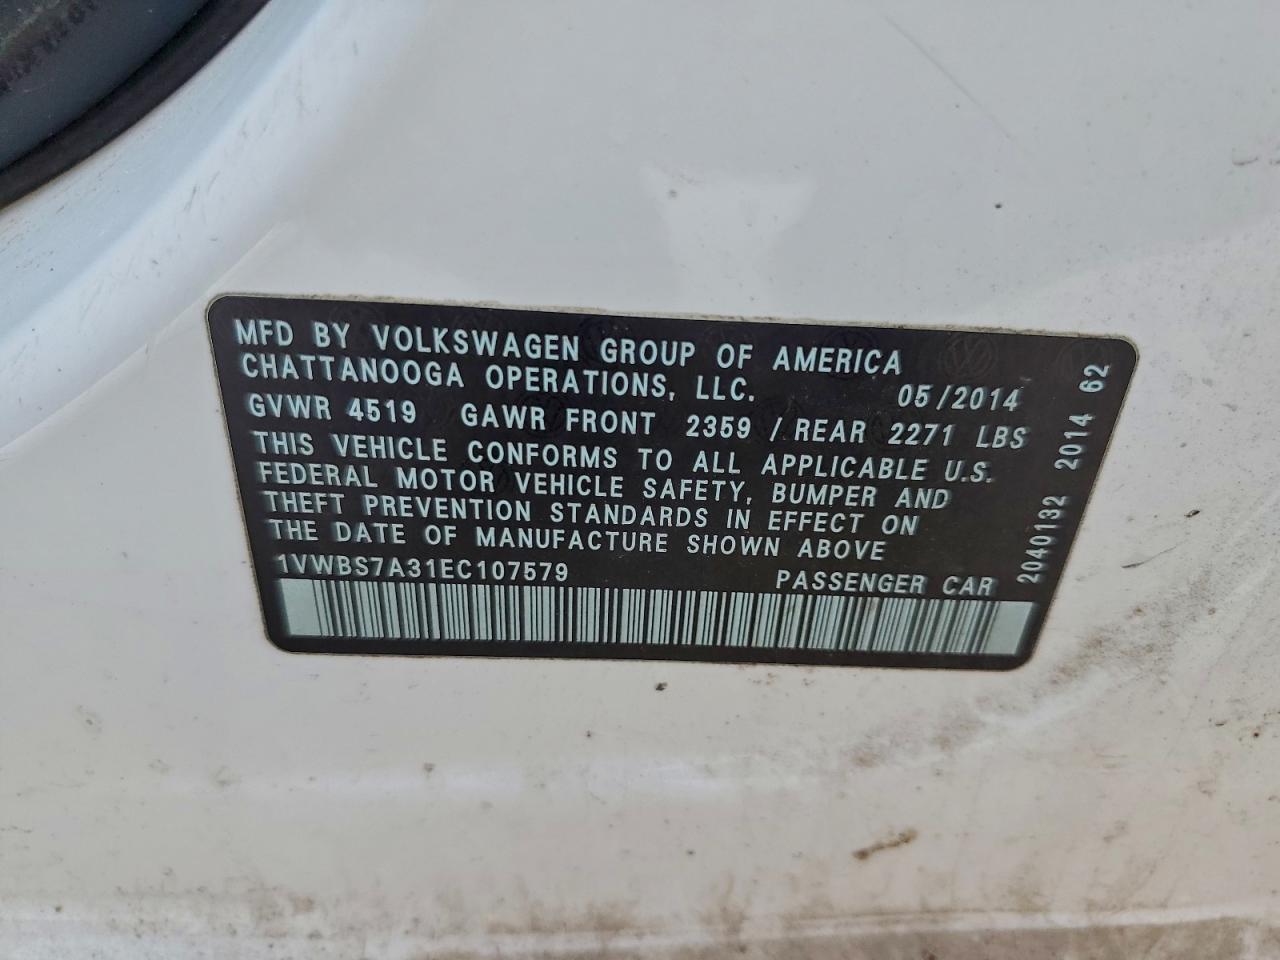 MFD BY VOLKSWAGEN GROUP OF AMERICA
CHATTANOOGA OPERATIONS, LLC. 05/2014
GVWR 4519 GAWR FRONT 2359 / REAR 2271 LBS
THIS VEHICLE CONFORMS TO ALL APPLICABLE U.S.
FEDERAL MOTOR VEHICLE SAFETY, BUMPER AND
THEFT PREVENTION STANDARDS IN EFFECT ON
THE DATE OF MANUFACTURE SHOWN ABOVE
1VWBS7A31EC107579 PASSENGER CAR
2040132 2014 62